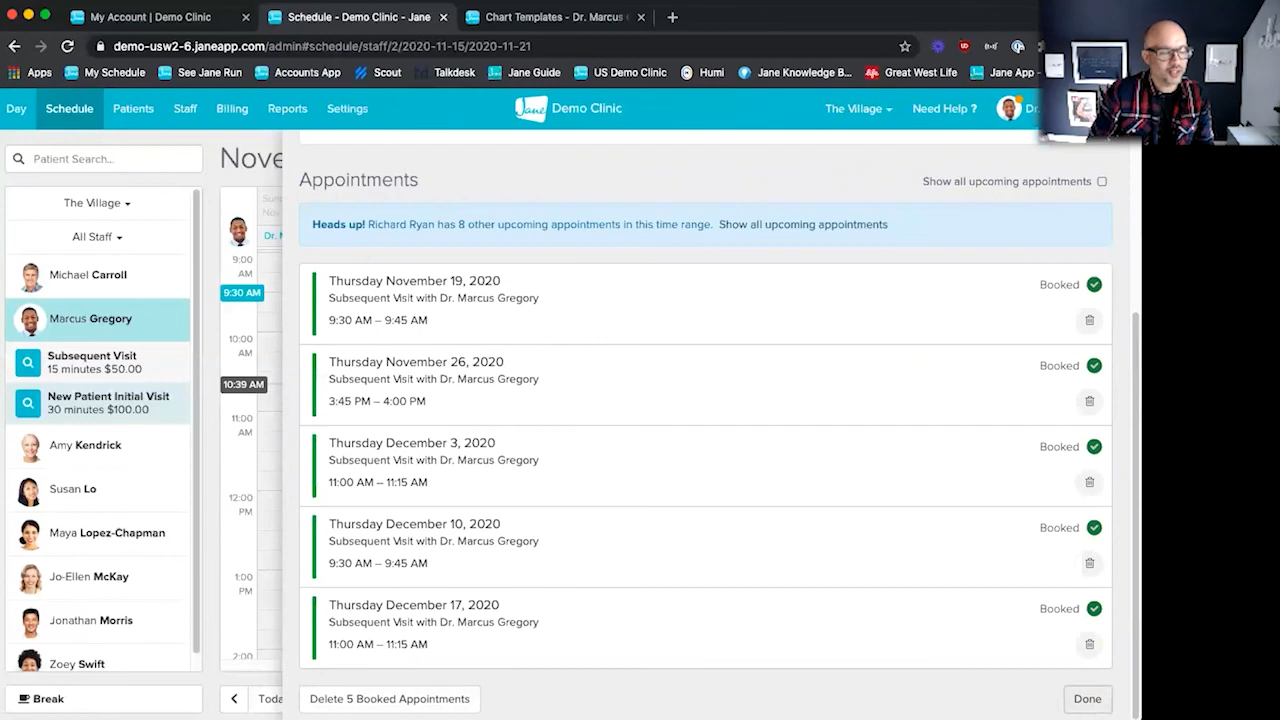 My Account | Demo Clinic
Schedule - Demo Clinic - Jane
Chart Templates - Dr. Marcus
demo-usw2-6.janeapp.com/admin#schedule/staff/2/2020-11-15/2020-11-21
Apps
My Schedule
See Jane Run
Accounts App
Talkdesk
Jane Guide
US Demo Clinic
Humi
Jane Knowledge B...
Great West Life
Jane App -
Day
Schedule
Patients
Staff
Billing
Reports
Settings
Jane
Demo Clinic
The Village
Need Help ?
Dr.
Patient Search...
The Village
All Staff
Michael Carroll
Marcus Gregory
Subsequent Visit
15 minutes $50.00
New Patient Initial Visit
30 minutes $100.00
Amy Kendrick
Susan Lo
Maya Lopez-Chapman
Jo-Ellen McKay
Jonathan Morris
Zoey Swift
Break
Nove
9:00
AM
9:30 AM
10:00
AM
10:39 AM
11:00
AM
12:00
PM
1:00
PM
2:00
Toda
Appointments
Show all upcoming appointments
Heads up! Richard Ryan has 8 other upcoming appointments in this time range. Show all upcoming appointments
Thursday November 19, 2020
Subsequent Visit with Dr. Marcus Gregory
9:30 AM – 9:45 AM
Booked
Thursday November 26, 2020
Subsequent Visit with Dr. Marcus Gregory
3:45 PM – 4:00 PM
Booked
Thursday December 3, 2020
Subsequent Visit with Dr. Marcus Gregory
11:00 AM – 11:15 AM
Booked
Thursday December 10, 2020
Subsequent Visit with Dr. Marcus Gregory
9:30 AM – 9:45 AM
Booked
Thursday December 17, 2020
Subsequent Visit with Dr. Marcus Gregory
11:00 AM – 11:15 AM
Booked
Delete 5 Booked Appointments
Done